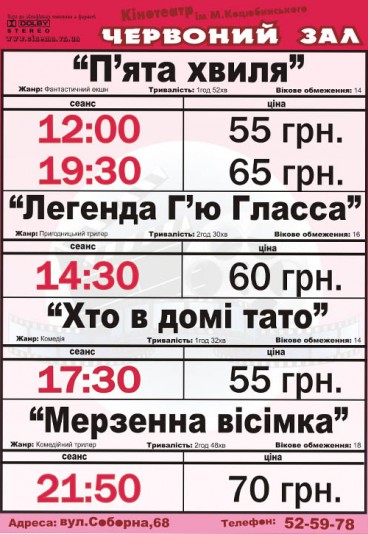 Кінотеатр ім М.Коцюбинського
DOLBY
STEREO
www.cinema.vn.ua
ЧЕРВОНИЙ ЗАЛ
“П’ята хвиля”
Жанр: Фантастичний екшн Тривалість: 1год 52хв Вікове обмеження: 14
сеанс ціна
12:00 55 грн.
19:30 65 грн.
“Легенда Г’ю Гласса”
Жанр: Пригодницький трилер Тривалість: 2год 30хв Вікове обмеження: 16
сеанс ціна
14:30 60 грн.
“Хто в домі тато”
Жанр: Комедія Тривалість: 1год 32хв Вікове обмеження: 14
сеанс ціна
17:30 55 грн.
“Мерзенна вісімка”
Жанр: Комедійний трилер Тривалість: 2год 48хв Вікове обмеження: 18
сеанс ціна
21:50 70 грн.
Адреса: вул.Соборна,68 Телефон: 52-59-78